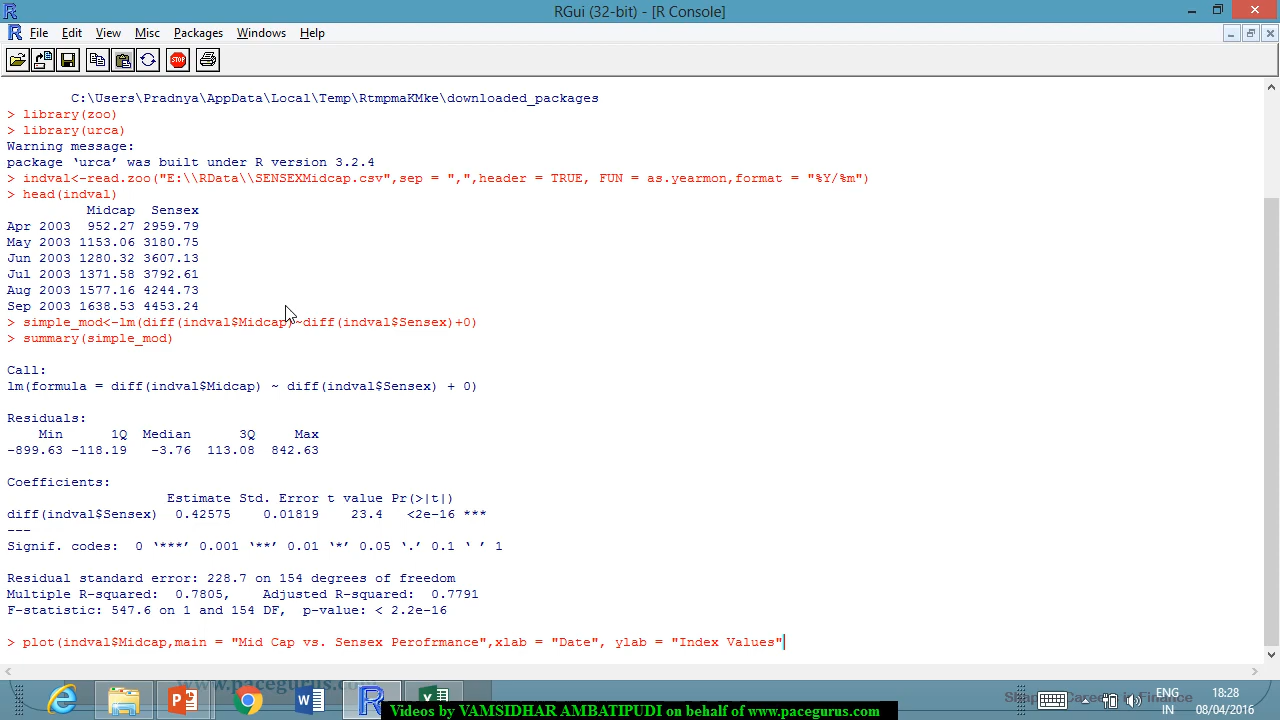 RGui (32-bit) - [R Console]
File Edit View Misc Packages Windows Help
STOP
C:\Users\Pradnya\AppData\Local\Temp\RtmpmaKMke\downloaded_packages
> library(zoo)
> library(urca)
Warning message:
package ‘urca’ was built under R version 3.2.4
> indval<-read.zoo("E:\\RData\\SENSEXMidcap.csv",sep = ",",header = TRUE, FUN = as.yearmon,format = "%Y/%m")
> head(indval)
Midcap Sensex
Apr 2003 952.27 2959.79
May 2003 1153.06 3180.75
Jun 2003 1280.32 3607.13
Jul 2003 1371.58 3792.61
Aug 2003 1577.16 4244.73
Sep 2003 1638.53 4453.24
> simple_mod<-lm(diff(indval$Midcap)~diff(indval$Sensex)+0)
> summary(simple_mod)
Call:
lm(formula = diff(indval$Midcap) ~ diff(indval$Sensex) + 0)
Residuals:
Min 1Q Median 3Q Max
-899.63 -118.19 -3.76 113.08 842.63
Coefficients:
Estimate Std. Error t value Pr(>|t|)
diff(indval$Sensex) 0.42575 0.01819 23.4 <2e-16 ***
---
Signif. codes: 0 ‘***’ 0.001 ‘**’ 0.01 ‘*’ 0.05 ‘.’ 0.1 ‘ ’ 1
Residual standard error: 228.7 on 154 degrees of freedom
Multiple R-squared: 0.7805, Adjusted R-squared: 0.7791
F-statistic: 547.6 on 1 and 154 DF, p-value: < 2.2e-16
> plot(indval$Midcap,main = "Mid Cap vs. Sensex Perofrmance",xlab = "Date", ylab = "Index Values"
www.pacegurus.com
ENG
IN
18:28
08/04/2016
Videos by VAMSIDHAR AMBATIPUDI on behalf of www.pacegurus.com